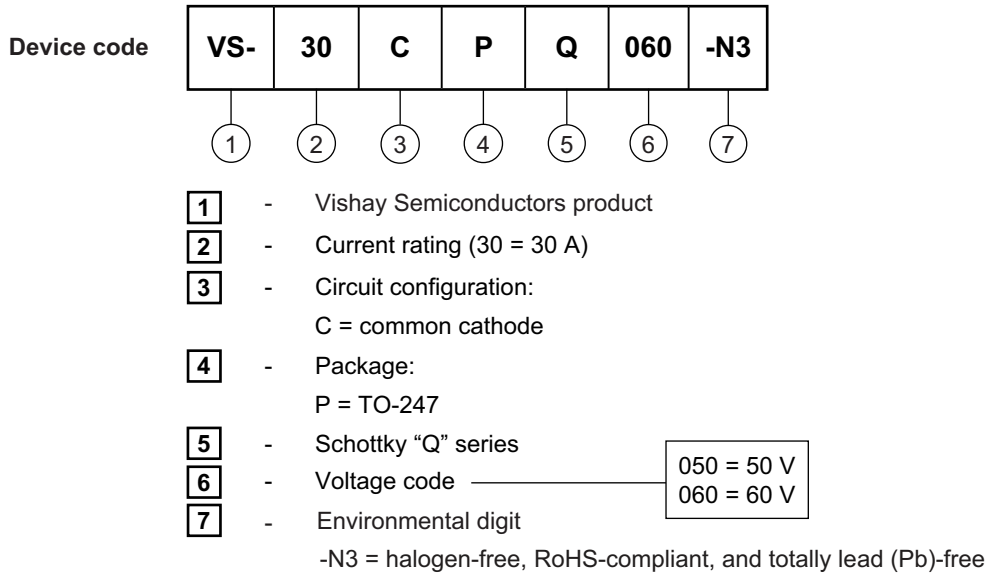 Device code VS- 30 C P Q 060 -N3
1 2 3 4 5 6 7
1 - Vishay Semiconductors product
2 - Current rating (30 = 30 A)
3 - Circuit configuration:
C = common cathode
4 - Package:
P = TO-247
5 - Schottky “Q” series
6 - Voltage code
050 = 50 V
060 = 60 V
7 - Environmental digit
-N3 = halogen-free, RoHS-compliant, and totally lead (Pb)-free